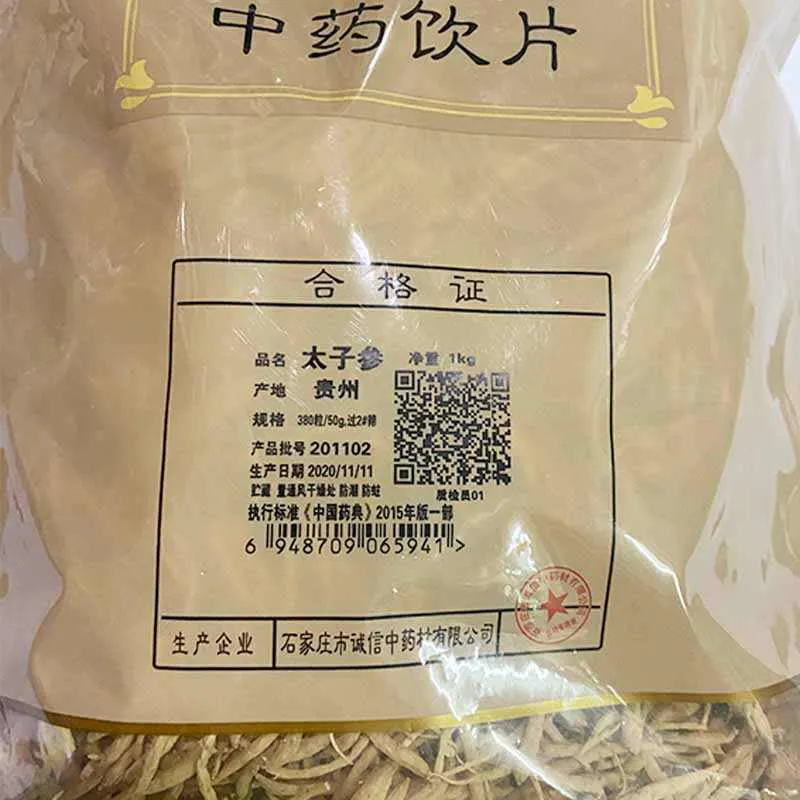 中药饮片
合格证
品名 太子参 净重 1kg
产地 贵州
规格 380粒/50g,过2#筛
产品批号 201102
生产日期 2020/11/11
质检员01
贮藏 置通风干燥处 防潮 防蛀
执行标准《中国药典》2015年版一部
6 948709 065941 >
生产企业 石家庄市诚信中药材有限公司